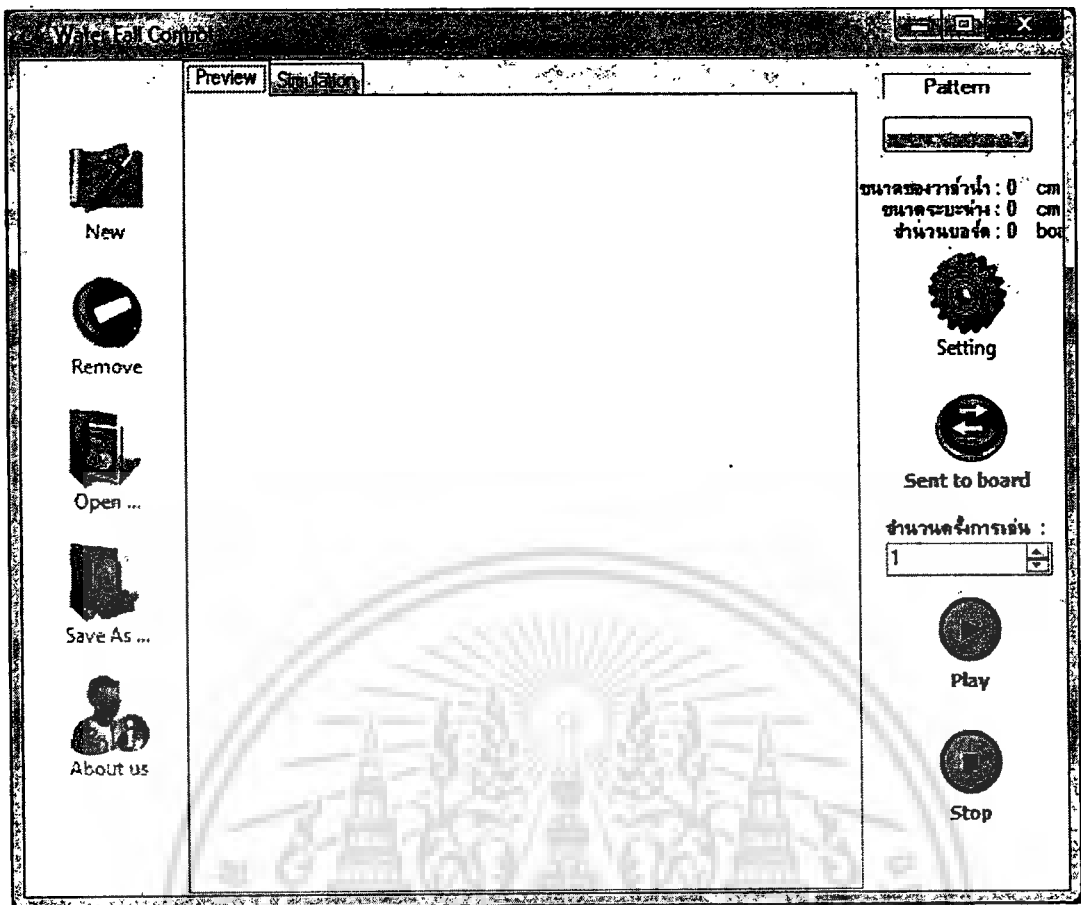 Water Fall Control
Preview
Simulation
New
Remove
Open ...
Save As ...
About us
Pattern
ขนาดของวาล์วน้ำ : 0 cm
ขนาดระยะห่าง : 0 cm
จำนวนบอร์ด : 0 boa
Setting
Sent to board
จำนวนครั้งการเล่น :
1
Play
Stop